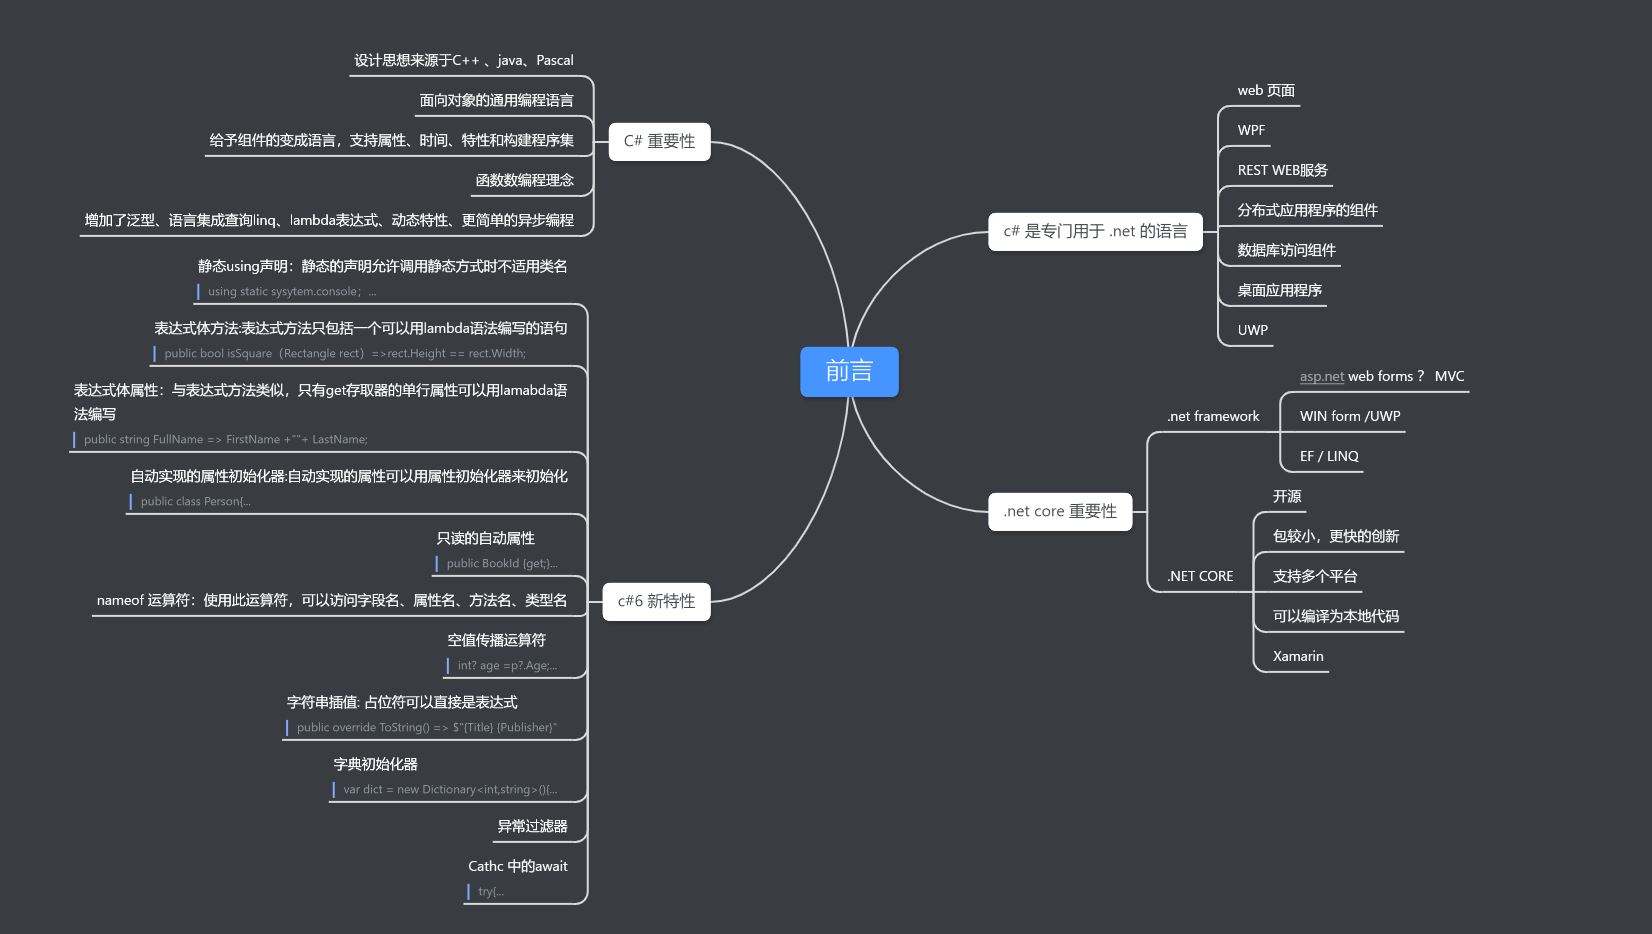 前言
C# 重要性
设计思想来源于C++ 、java、Pascal
面向对象的通用编程语言
给予组件的变成语言，支持属性、时间、特性和构建程序集
函数数编程理念
增加了泛型、语言集成查询linq、lambda表达式、动态特性、更简单的异步编程
c#6 新特性
静态using声明：静态的声明允许调用静态方式时不适用类名
using static sysytem.console；...
表达式体方法:表达式方法只包括一个可以用lambda语法编写的语句
public bool isSquare（Rectangle rect）=>rect.Height == rect.Width;
表达式体属性：与表达式方法类似，只有get存取器的单行属性可以用lamabda语
法编写
public string FullName => FirstName +""+ LastName;
自动实现的属性初始化器:自动实现的属性可以用属性初始化器来初始化
public class Person{...
只读的自动属性
public BookId {get;}...
nameof 运算符：使用此运算符，可以访问字段名、属性名、方法名、类型名
空值传播运算符
int? age =p?.Age;...
字符串插值: 占位符可以直接是表达式
public override ToString() => $"{Title} {Publisher}"
字典初始化器
var dict = new Dictionary<int,string>(){...
异常过滤器
Cathc 中的await
try{...
c# 是专门用于 .net 的语言
web 页面
WPF
REST WEB服务
分布式应用程序的组件
数据库访问组件
桌面应用程序
UWP
.net core 重要性
.net framework
asp.net web forms？ MVC
WIN form /UWP
EF / LINQ
.NET CORE
开源
包较小，更快的创新
支持多个平台
可以编译为本地代码
Xamarin